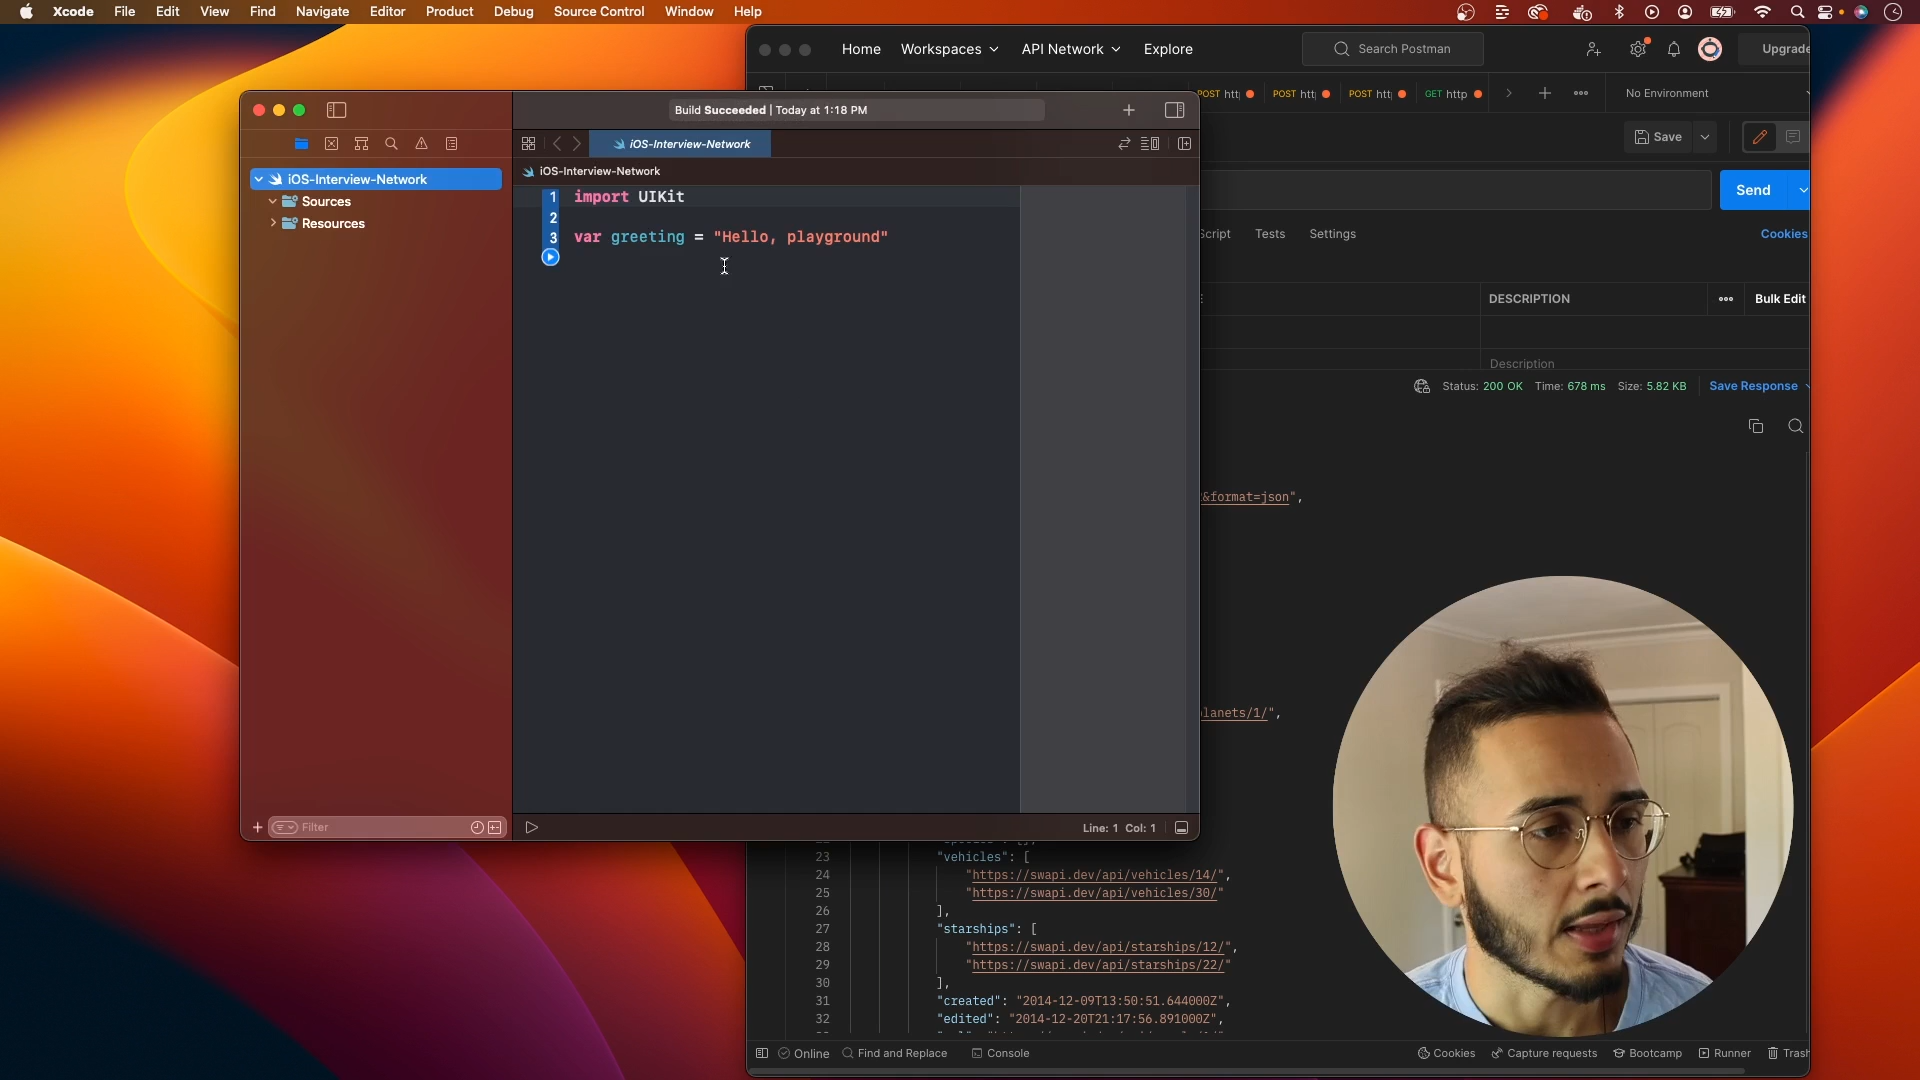 Xcode File Edit View Find Navigate Editor Product Debug Source Control Window Help
Home Workspaces API Network Explore Search Postman Upgrade
POST POST POST GET http No Environment
Build Succeeded | Today at 1:18 PM
iOS-Interview-Network
iOS-Interview-Network
iOS-Interview-Network
Sources
Resources
1 import UIKit
2
3 var greeting = "Hello, playground"
Filter
Line: 1 Col: 1
Save
Send
Tests Settings Cookies
DESCRIPTION Bulk Edit
Description
Status: 200 OK Time: 678 ms Size: 5.82 KB Save Response
&format=json",
lanets/1/",
23 "vehicles": [
24 "https://swapi.dev/api/vehicles/14/",
25 "https://swapi.dev/api/vehicles/30/"
26 ],
27 "starships": [
28 "https://swapi.dev/api/starships/12/",
29 "https://swapi.dev/api/starships/22/"
30 ],
31 "created": "2014-12-09T13:50:51.644000Z",
32 "edited": "2014-12-20T21:17:56.891000Z",
Online Find and Replace Console Cookies Capture requests Bootcamp Runner Trash